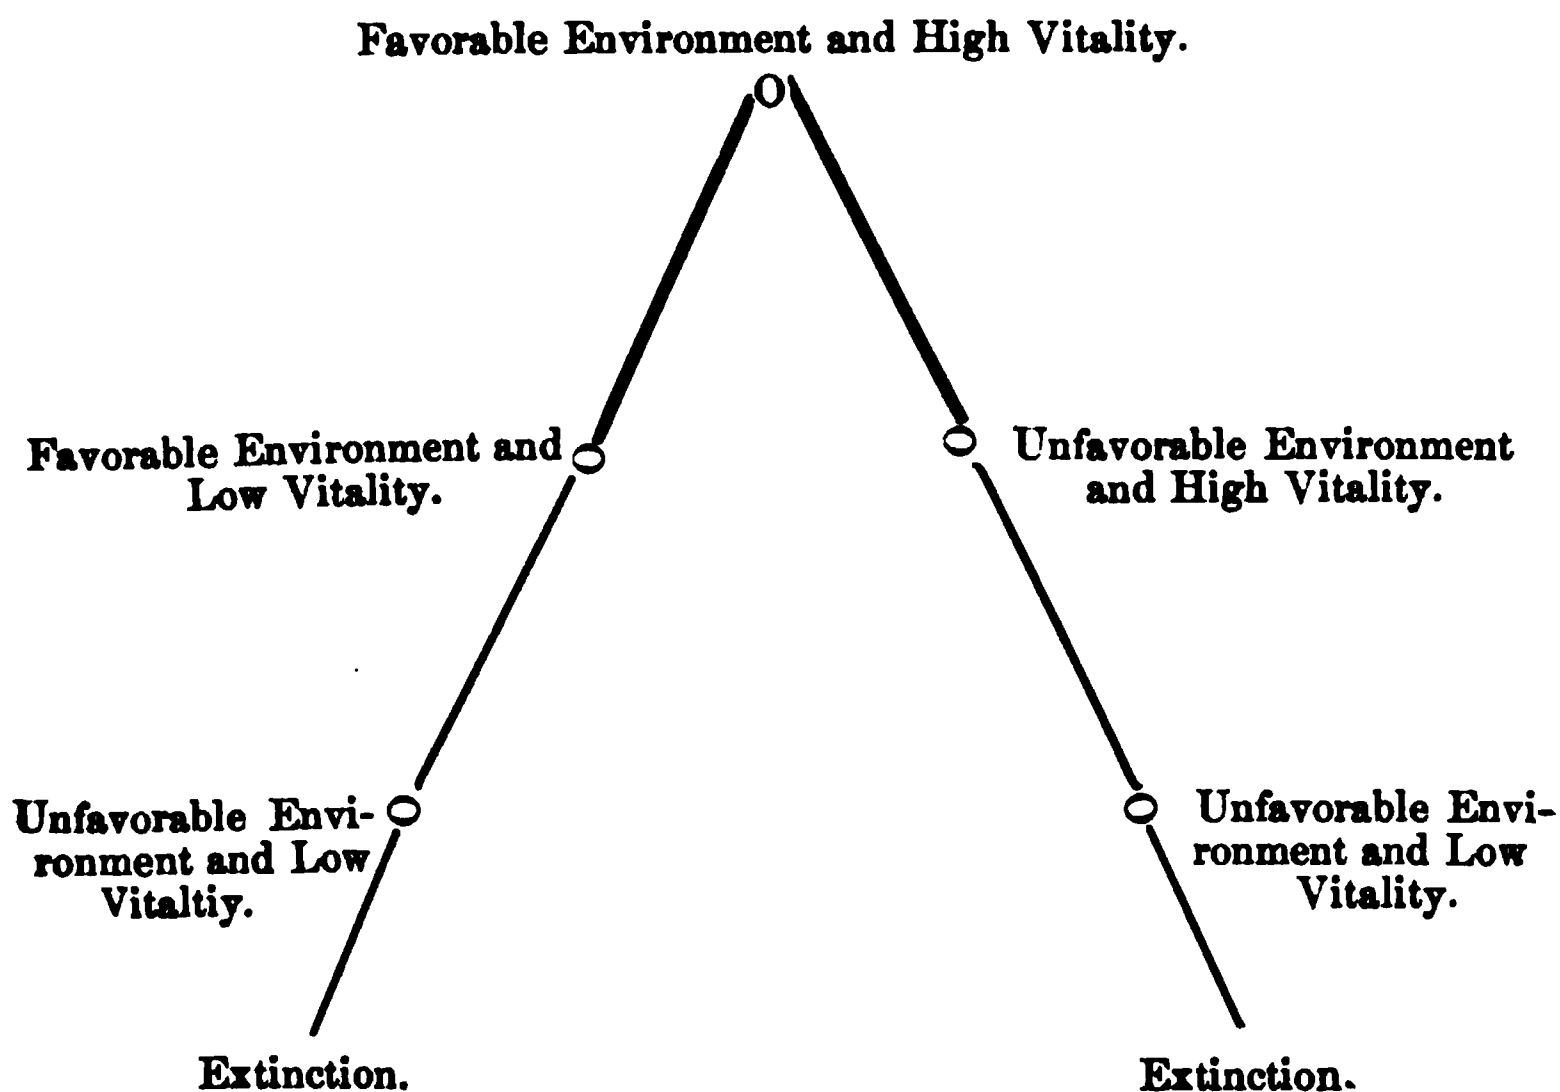 Favorable Environment and High Vitality.
Favorable Environment and
Low Vitality.
Unfavorable Environment
and High Vitality.
Unfavorable Envi-
ronment and Low
Vitaltiy.
Unfavorable Envi-
ronment and Low
Vitality.
Extinction.
Extinction.